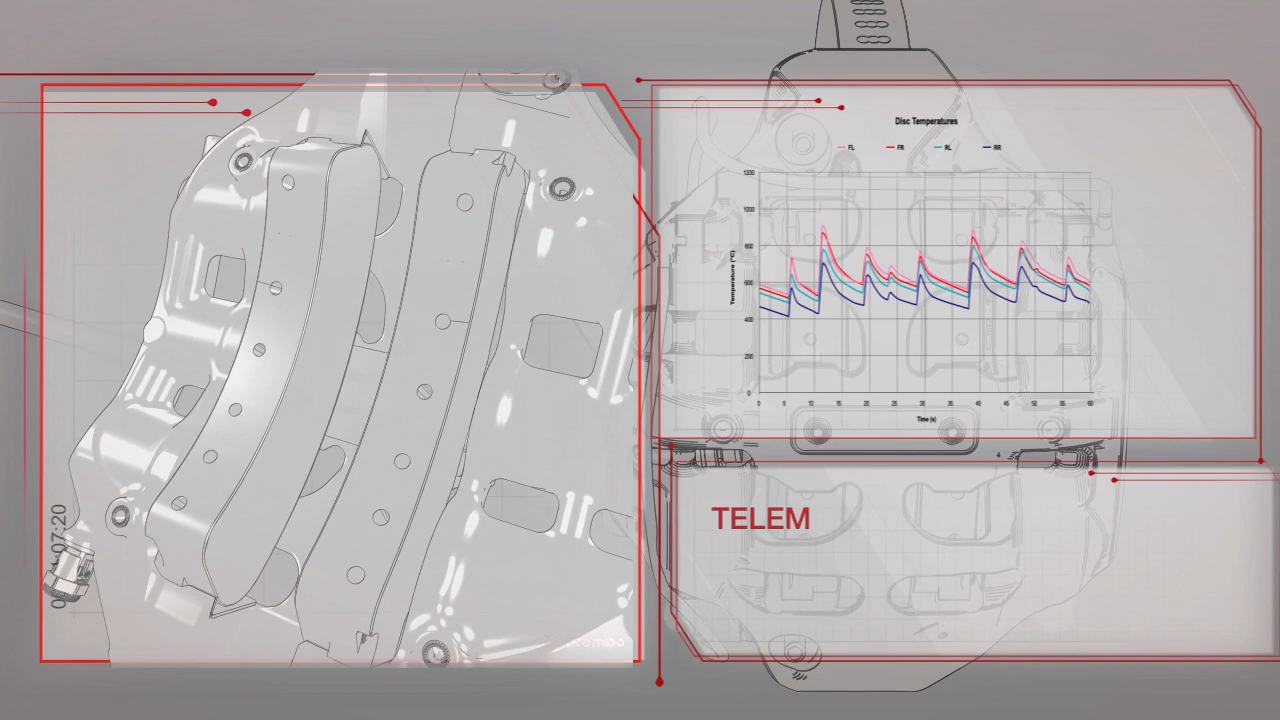 Disc Temperatures
FL FR RL RR
1200
1000
800
600
400
200
0
Temperature (°C)
0 5 10 15 20 25 30 35 40 45 50 55 60
Time (s)
TELEM